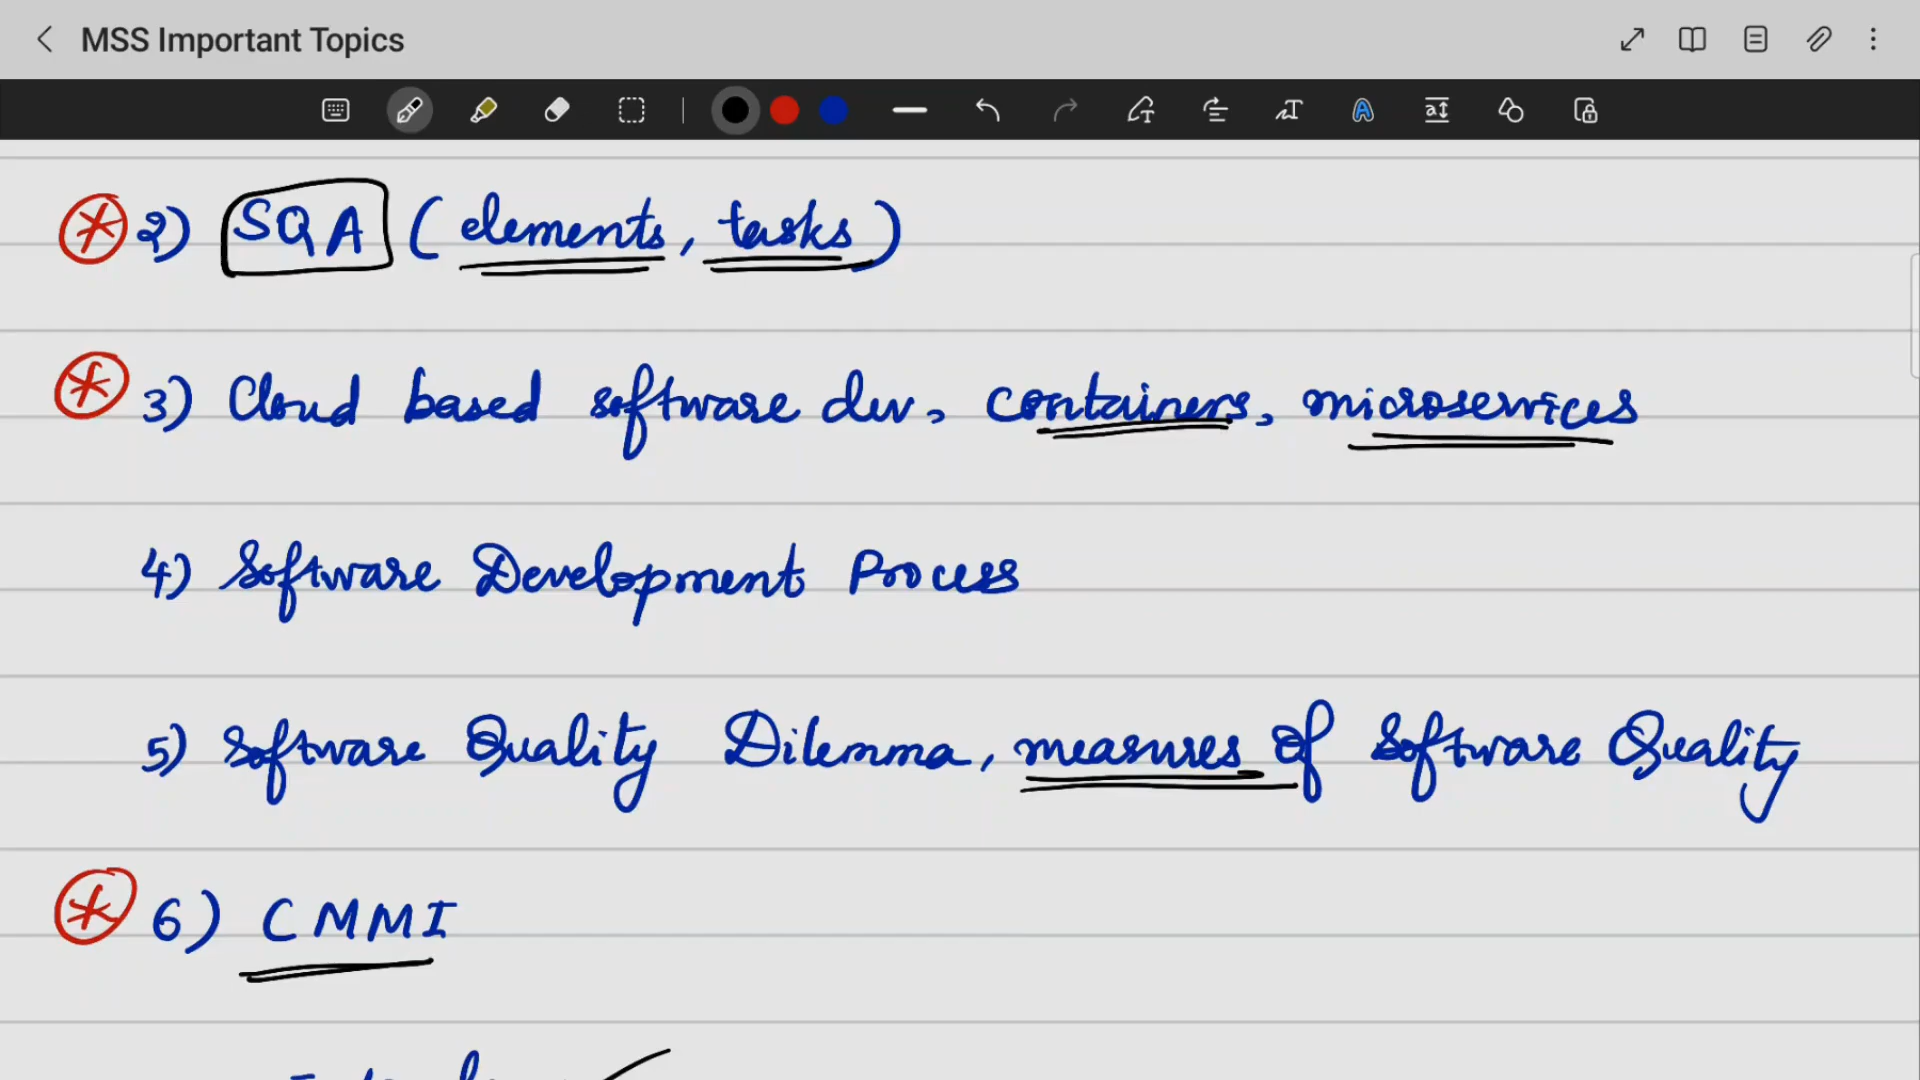 MSS Important Topics
2) SQA (elements, tasks)
3) Cloud based software dev, containers, microservices
4) Software Development Process
5) Software Quality Dilemma, measures of Software Quality
6) CMMI